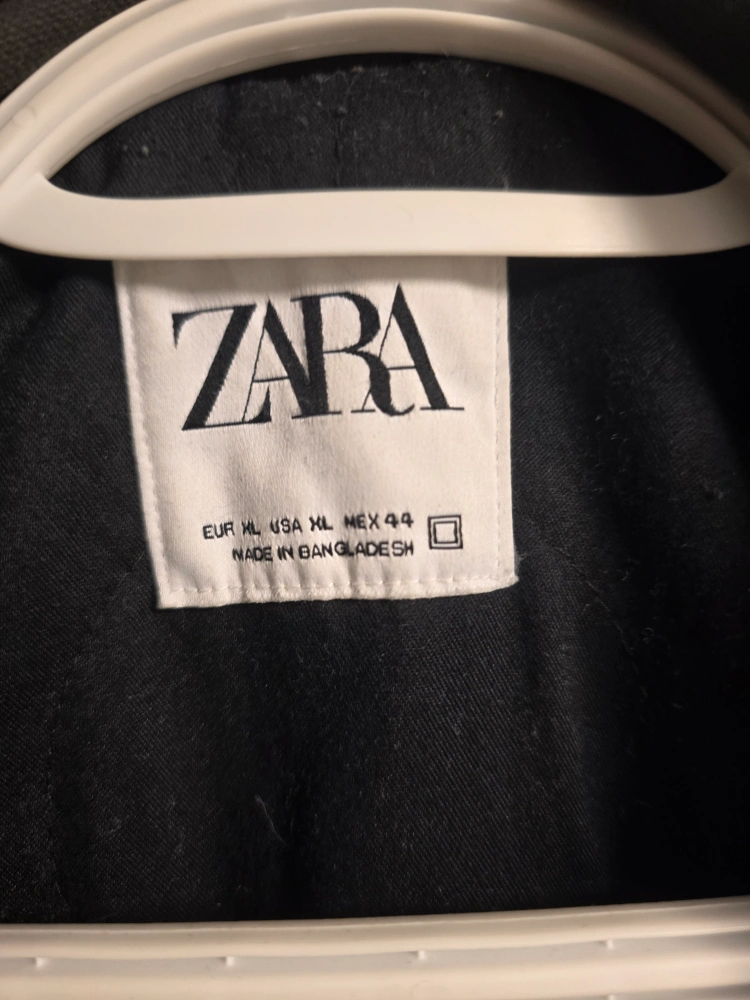 ZARA
EUR XL USA XL MEX 44
MADE IN BANGLADESH